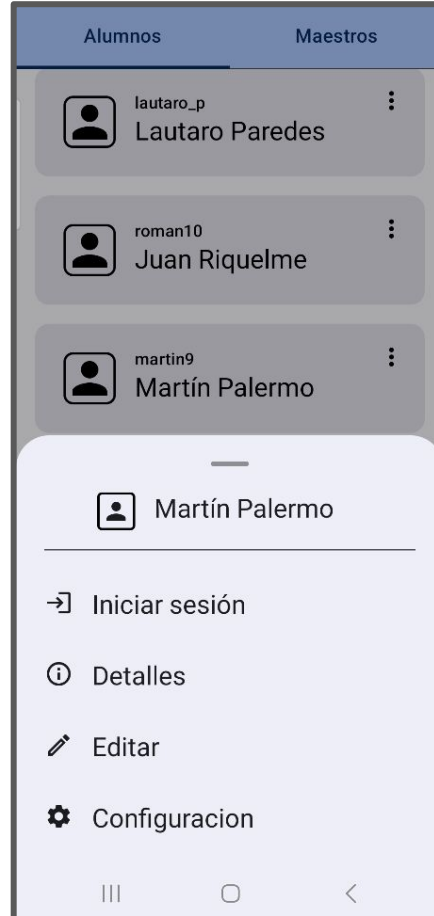 Alumnos Maestros
lautaro_p
Lautaro Paredes
roman10
Juan Riquelme
martin9
Martín Palermo
Martín Palermo
Iniciar sesión
Detalles
Editar
Configuracion